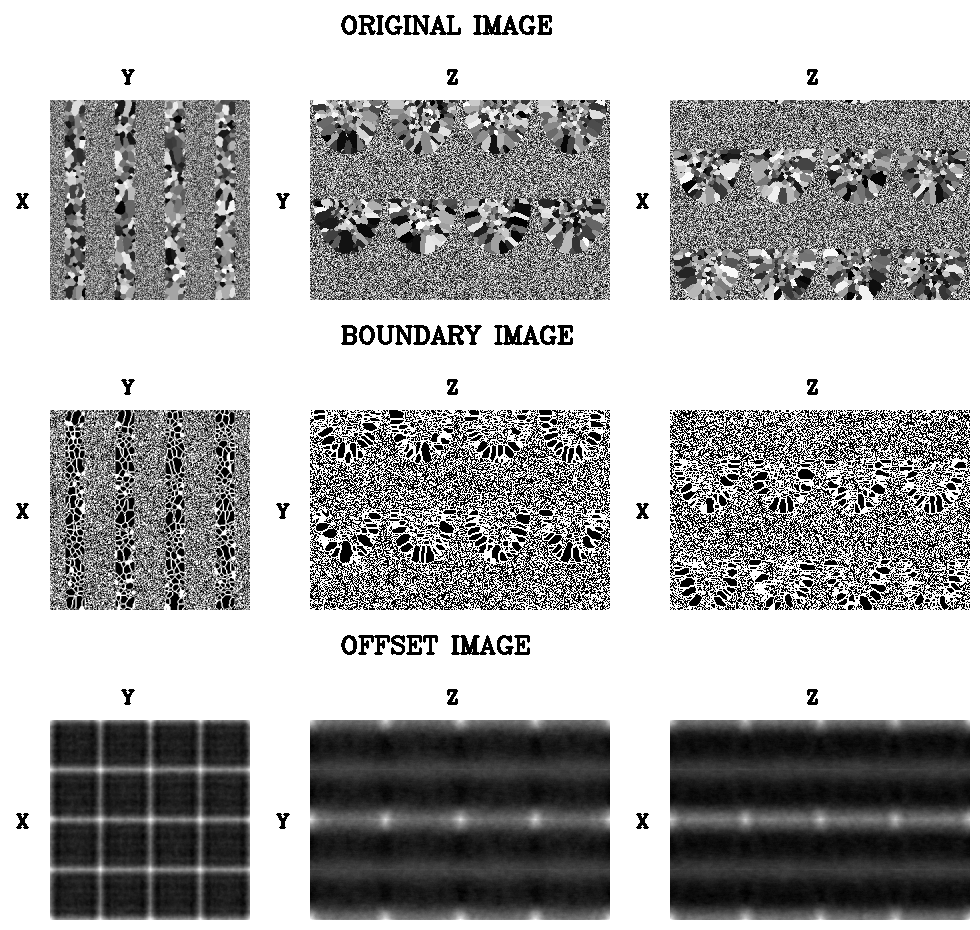 ORIGINAL IMAGE
Y Z Z
X Y X
BOUNDARY IMAGE
Y Z Z
X Y X
OFFSET IMAGE
Y Z Z
X Y X